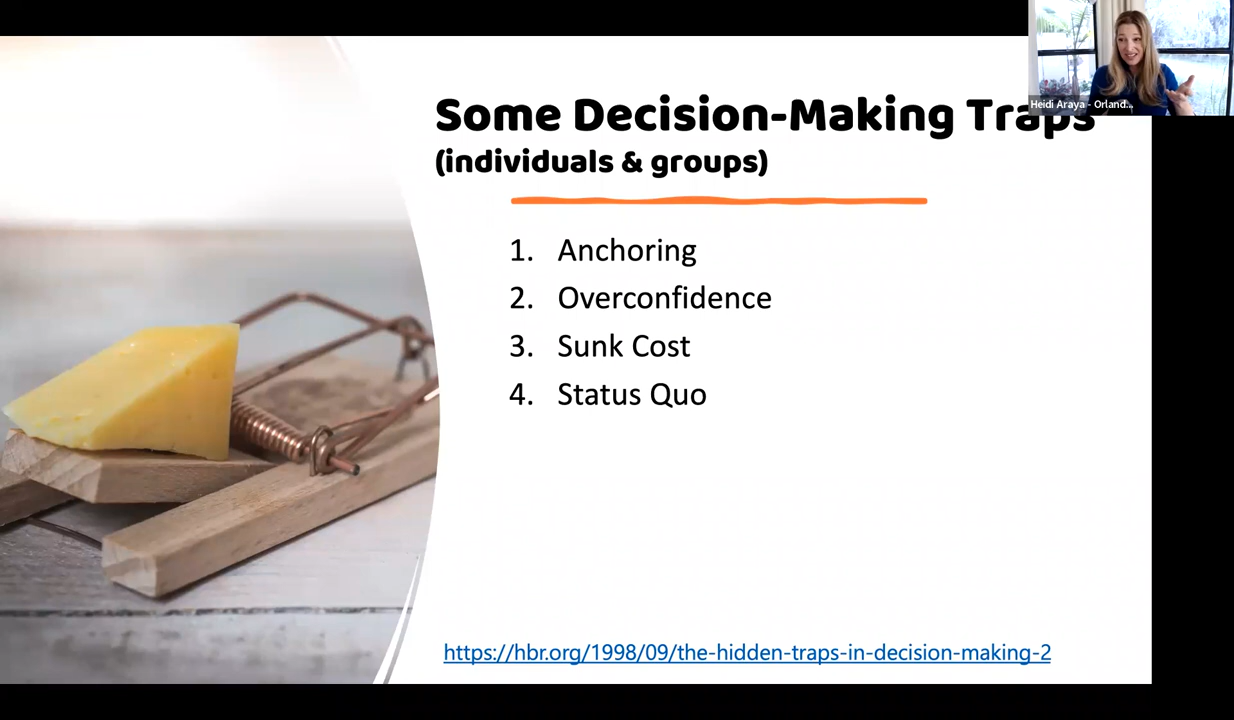 Heidi Araya - Orland...
Some Decision-Making Traps
(individuals & groups)
1. Anchoring
2. Overconfidence
3. Sunk Cost
4. Status Quo
https://hbr.org/1998/09/the-hidden-traps-in-decision-making-2